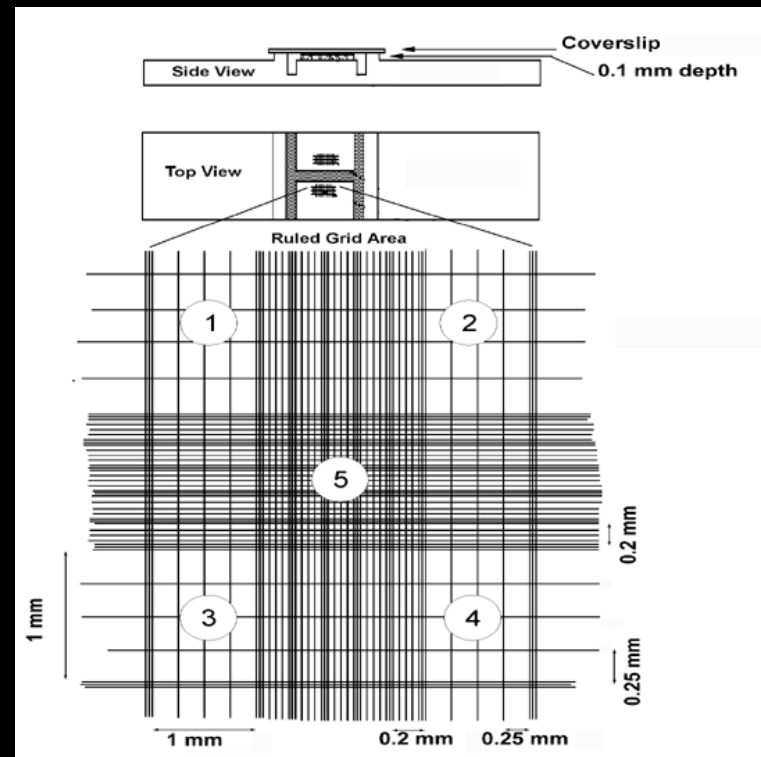 Coverslip
Side View
0.1 mm depth
Top View
Ruled Grid Area
1
2
5
0.2 mm
3
4
1 mm
0.25 mm
1 mm
0.2 mm
0.25 mm